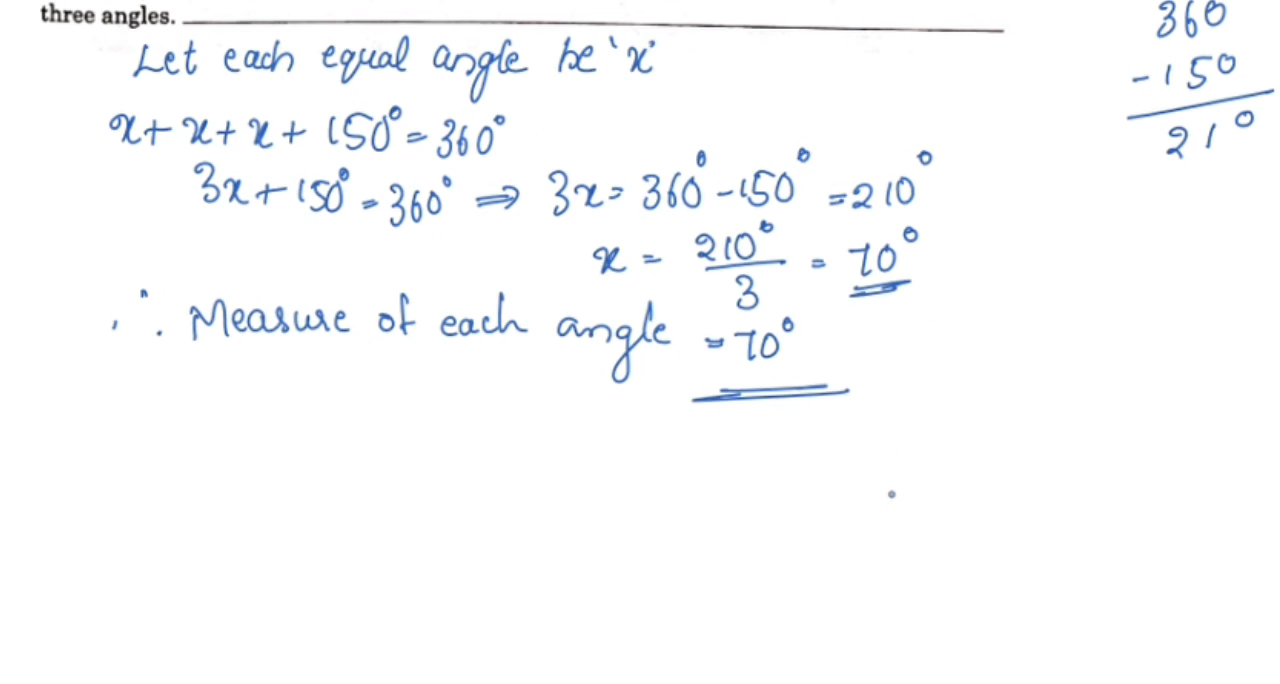 three angles.
Let each equal angle be 'x'
x + x + x + 150° = 360°
3x + 150° = 360° ⇒ 3x = 360° - 150° = 210°
x = 210°/3 = 70°
∴ Measure of each angle = 70°
360
-150
210